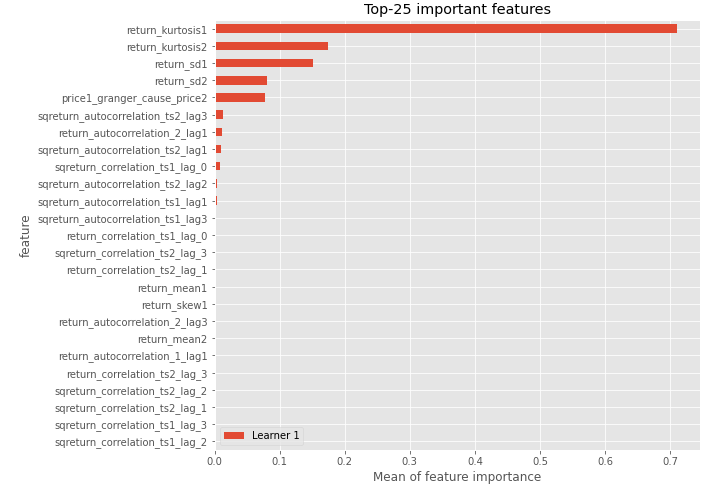 Top-25 important features
return_kurtosis1
return_kurtosis2
return_sd1
return_sd2
price1_granger_cause_price2
sqreturn_autocorrelation_ts2_lag3
return_autocorrelation_2_lag1
sqreturn_autocorrelation_ts2_lag1
sqreturn_correlation_ts1_lag_0
sqreturn_autocorrelation_ts2_lag2
sqreturn_autocorrelation_ts1_lag1
sqreturn_autocorrelation_ts1_lag3
return_correlation_ts1_lag_0
sqreturn_correlation_ts2_lag_3
return_correlation_ts2_lag_1
return_mean1
return_skew1
return_autocorrelation_2_lag3
return_mean2
return_autocorrelation_1_lag1
return_correlation_ts2_lag_3
sqreturn_correlation_ts2_lag_2
sqreturn_correlation_ts2_lag_1
sqreturn_correlation_ts1_lag_3
sqreturn_correlation_ts1_lag_2
feature
Learner 1
0.0 0.1 0.2 0.3 0.4 0.5 0.6 0.7
Mean of feature importance